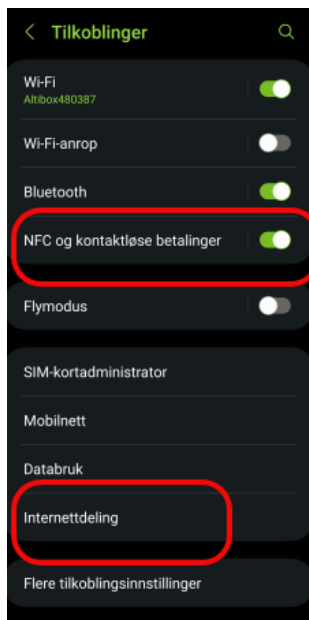 Tilkoblinger
Wi-Fi
Altibox480387
Wi-Fi-anrop
Bluetooth
NFC og kontaktløse betalinger
Flymodus
SIM-kortadministrator
Mobilnett
Databruk
Internettdeling
Flere tilkoblingsinnstillinger